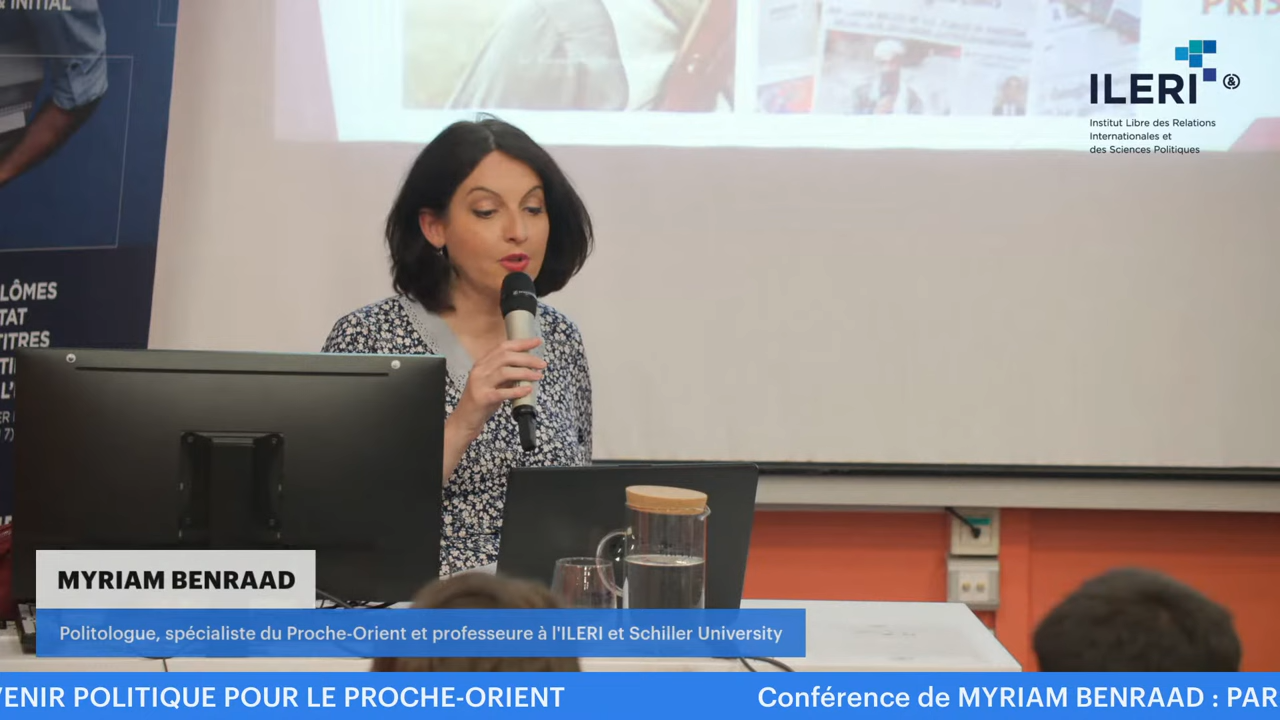 & INITIAL
PRIS
ILERI &
Institut Libre des Relations
Internationales et
des Sciences Politiques
LÔMES
TAT
TITRES
MYRIAM BENRAAD
Politologue, spécialiste du Proche-Orient et professeure à l'ILERI et Schiller University
VENIR POLITIQUE POUR LE PROCHE-ORIENT
Conférence de MYRIAM BENRAAD : PAR